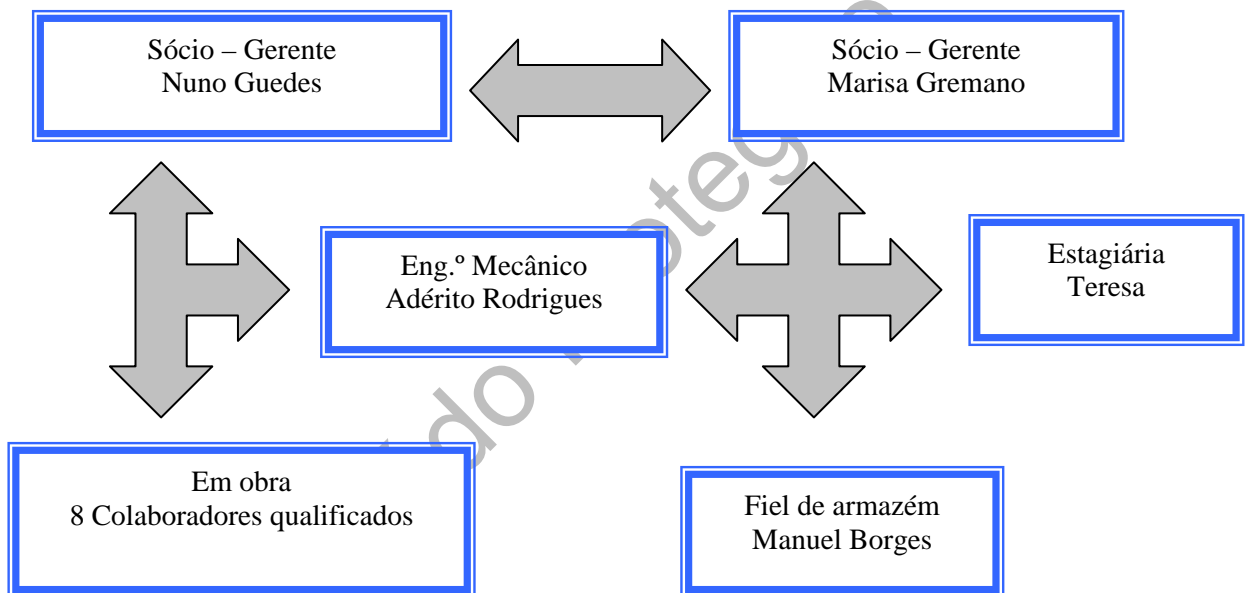 Sócio – Gerente
Nuno Guedes
Sócio – Gerente
Marisa Gremano
Eng.º Mecânico
Adérito Rodrigues
Estagiária
Teresa
Em obra
8 Colaboradores qualificados
Fiel de armazém
Manuel Borges
do